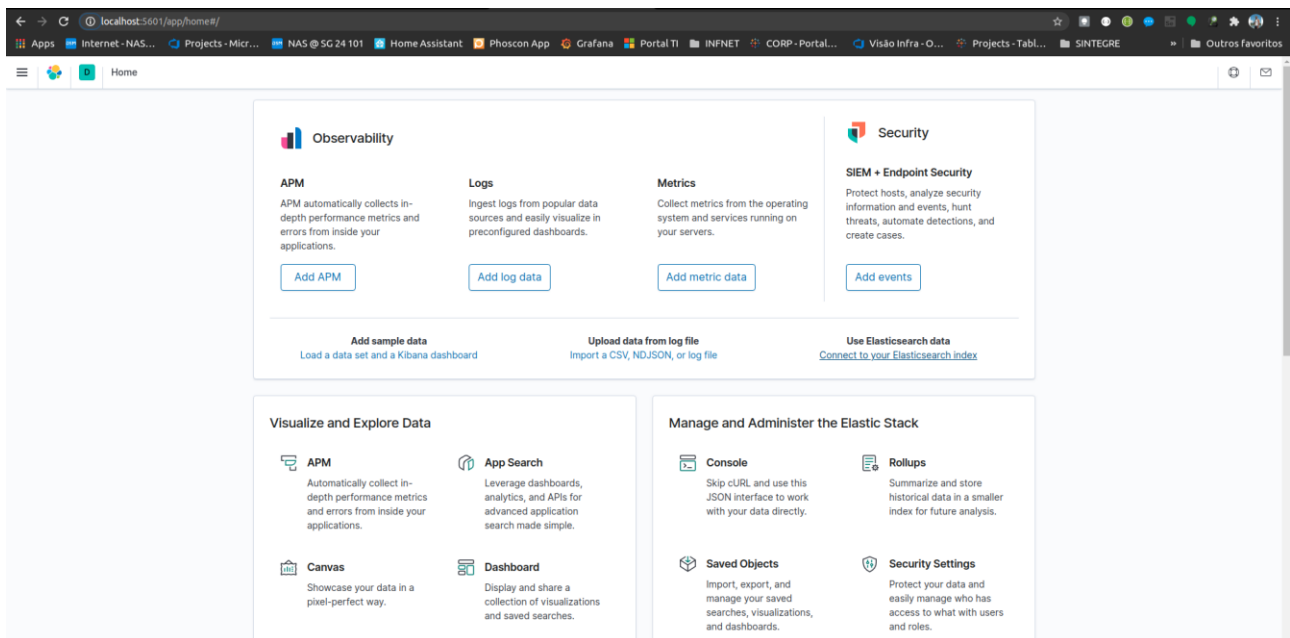 localhost:5601/app/home#/
Apps Internet-NAS... Projects-Micr... NAS @ SG 24 101 Home Assistant Phoscon App Grafana Portal TI INFNET CORP-Portal... Visão Infra-O... Projects-Tabl... SINTEGRE » Outros favoritos
D Home
Observability
APM
APM automatically collects in-
depth performance metrics and
errors from inside your
applications.
Add APM
Logs
Ingest logs from popular data
sources and easily visualize in
preconfigured dashboards.
Add log data
Metrics
Collect metrics from the operating
system and services running on
your servers.
Add metric data
Security
SIEM + Endpoint Security
Protect hosts, analyze security
information and events, hunt
threats, automate detections, and
create cases.
Add events
Add sample data
Load a data set and a Kibana dashboard
Upload data from log file
Import a CSV, NDJSON, or log file
Use Elasticsearch data
Connect to your Elasticsearch index
Visualize and Explore Data
APM
Automatically collect in-
depth performance metrics
and errors from inside your
applications.
App Search
Leverage dashboards,
analytics, and APIs for
advanced application
search made simple.
Canvas
Showcase your data in a
pixel-perfect way.
Dashboard
Display and share a
collection of visualizations
and saved searches.
Manage and Administer the Elastic Stack
Console
Skip cURL and use this
JSON interface to work
with your data directly.
Rollups
Summarize and store
historical data in a smaller
index for future analysis.
Saved Objects
Import, export, and
manage your saved
searches, visualizations,
and dashboards.
Security Settings
Protect your data and
easily manage who has
access to what with users
and roles.